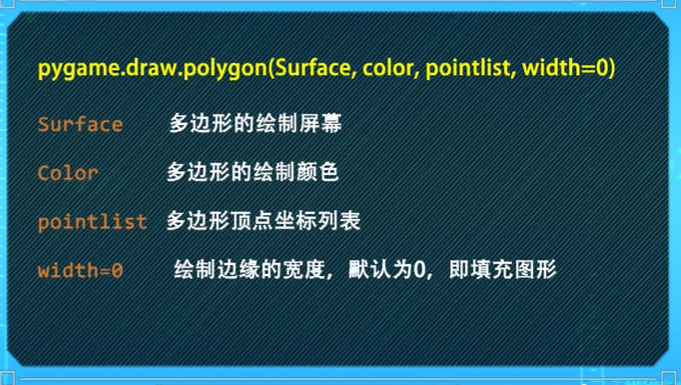 pygame.draw.polygon(Surface, color, pointlist, width=0)
Surface 多边形的绘制屏幕
Color 多边形的绘制颜色
pointlist 多边形顶点坐标列表
width=0 绘制边缘的宽度，默认为0，即填充图形